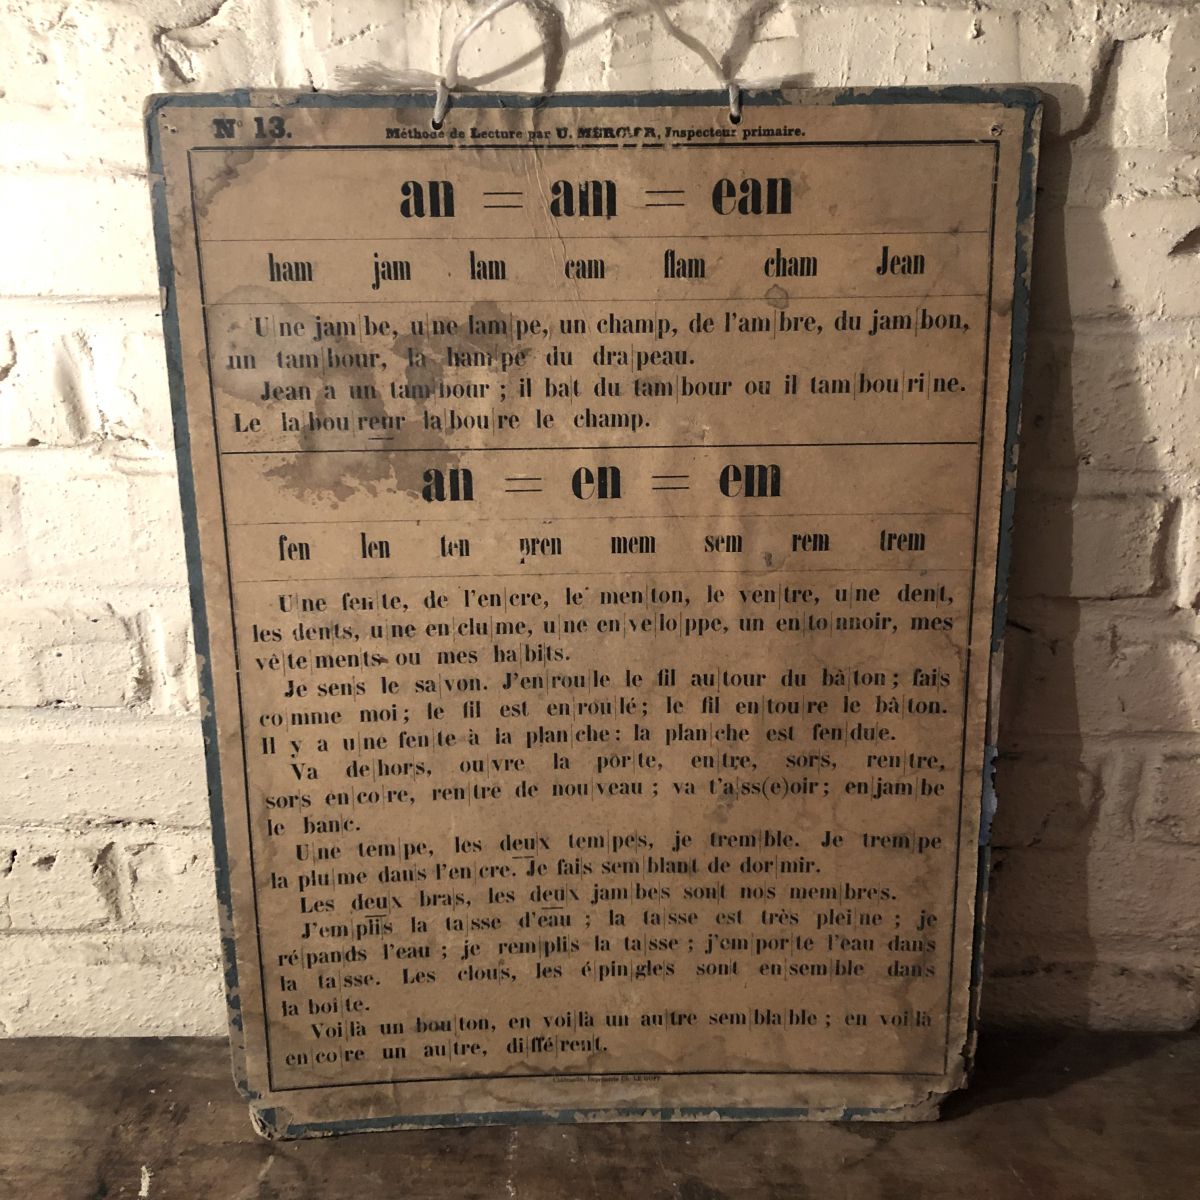 N° 13.
Méthode de Lecture par U. MERCIER, Inspecteur primaire.
an = am = ean
ham jam lam cam flam cham Jean
U|ne jam|be, u|ne lam|pe, un champ, de l'am|bre, du jam|bon,
un tam|bour, la ham|pe du dra|peau.
Jean a un tam|bour ; il bat du tam|bour ou il tam|bou|ri|ne.
Le la|bou|reur la|bou|re le champ.
an = en = em
fen len ten pren mem sem rem trem
U|ne fen|te, de l'en|cre, le men|ton, le ven|tre, u|ne dent,
les dents, u|ne en|clu|me, u|ne en|ve|lo|ppe, un en|to|nnoir, mes
vê|te|ments ou mes ha|bits.
Je sens le sa|von. J'en|rou|le le fil au|tour du bâ|ton ; fais
co|mme moi ; le fil est en|rou|lé ; le fil en|tou|re le bâ|ton.
Il y a u|ne fen|te à la plan|che : la plan|che est fen|due.
Va de|hors, ou|vre la por|te, en|tre, sors, ren|tre,
sors en|co|re, ren|tre de nou|veau ; va t'a|ss(e)oir ; en|jam|be
le banc.
U|ne tem|pe, les deux tem|pes, je trem|ble. Je trem|pe
la plu|me dans l'en|cre. Je fais sem|blant de dor|mir.
Les deux bras, les deux jam|bes sont nos mem|bres.
J'em|plis la ta|sse d'eau ; la ta|sse est très plei|ne ; je
ré|pands l'eau ; je rem|plis la ta|sse ; j'em|por|te l'eau dans
la ta|sse. Les clous, les é|pin|gles sont en|sem|ble dans
la boi|te.
Voi|là un bou|ton, en voi|là un au|tre sem|bla|ble ; en voi|là
en|co|re un au|tre, di|ffé|rent.